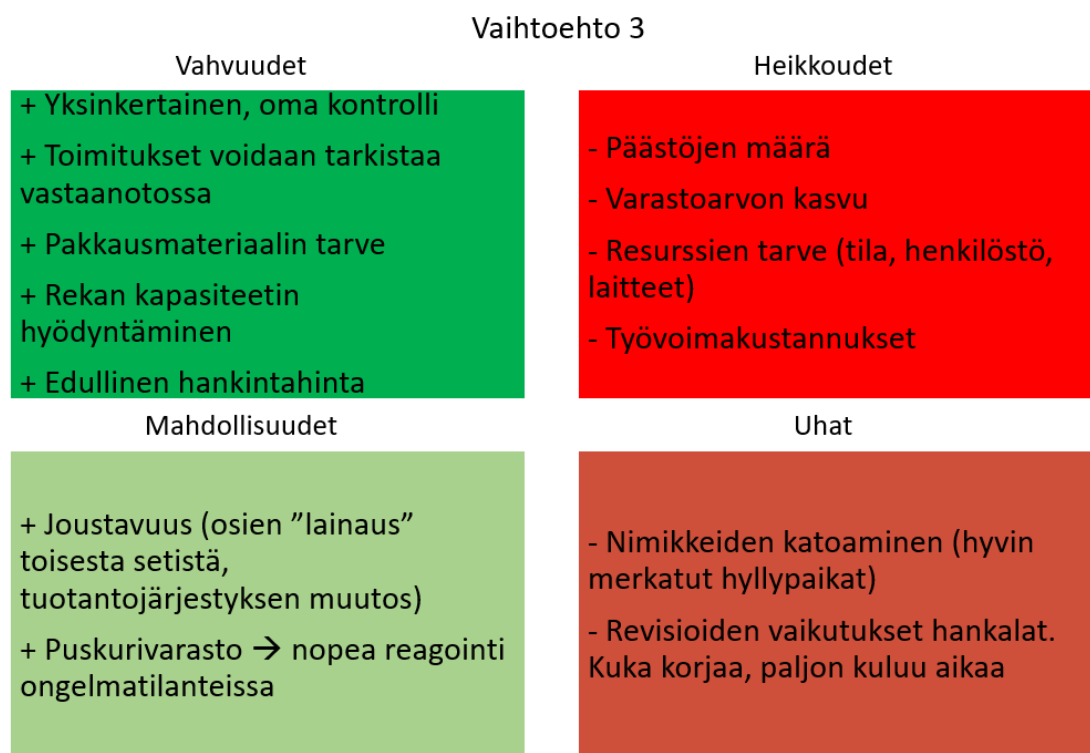 Vaihtoehto 3
Vahvuudet
+ Yksinkertainen, oma kontrolli
+ Toimitukset voidaan tarkistaa
vastaanotossa
+ Pakkausmateriaalin tarve
+ Rekan kapasiteetin
hyödyntäminen
+ Edullinen hankintahinta
Heikkoudet
- Päästöjen määrä
- Varastoarvon kasvu
- Resurssien tarve (tila, henkilöstö,
laitteet)
- Työvoimakustannukset
Mahdollisuudet
+ Joustavuus (osien ”lainaus”
toisesta setistä,
tuotantojärjestyksen muutos)
+ Puskurivarasto → nopea reagointi
ongelmatilanteissa
Uhat
- Nimikkeiden katoaminen (hyvin
merkatut hyllypaikat)
- Revisioiden vaikutukset hankalat.
Kuka korjaa, paljon kuluu aikaa